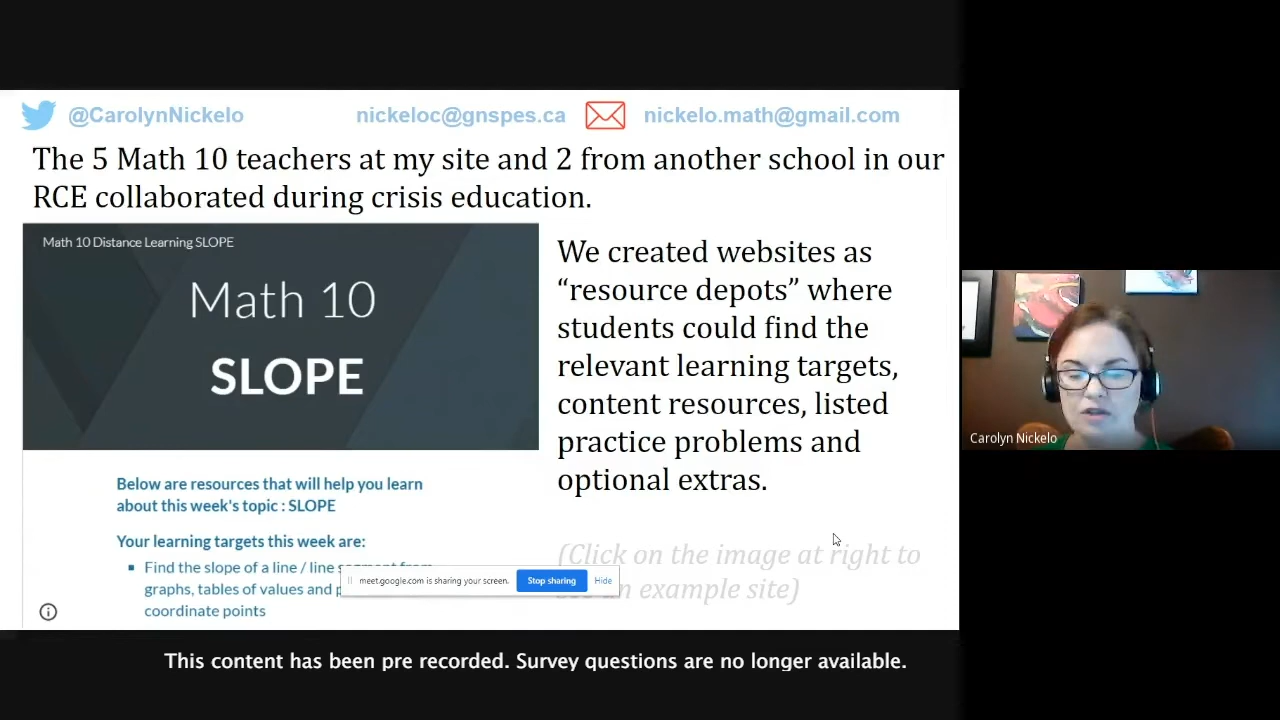 @CarolynNickelo
nickeloc@gnspes.ca
nickelo.math@gmail.com
The 5 Math 10 teachers at my site and 2 from another school in our
RCE collaborated during crisis education.
Math 10 Distance Learning SLOPE
Math 10
SLOPE
Below are resources that will help you learn
about this week's topic : SLOPE
Your learning targets this week are:
Find the slope of a line / line segment from
graphs, tables of values and
coordinate points
We created websites as
“resource depots” where
students could find the
relevant learning targets,
content resources, listed
practice problems and
optional extras.
(Click on the image at right to
an example site)
meet.google.com is sharing your screen.
Stop sharing
Hide
Carolyn Nickelo
This content has been pre recorded. Survey questions are no longer available.